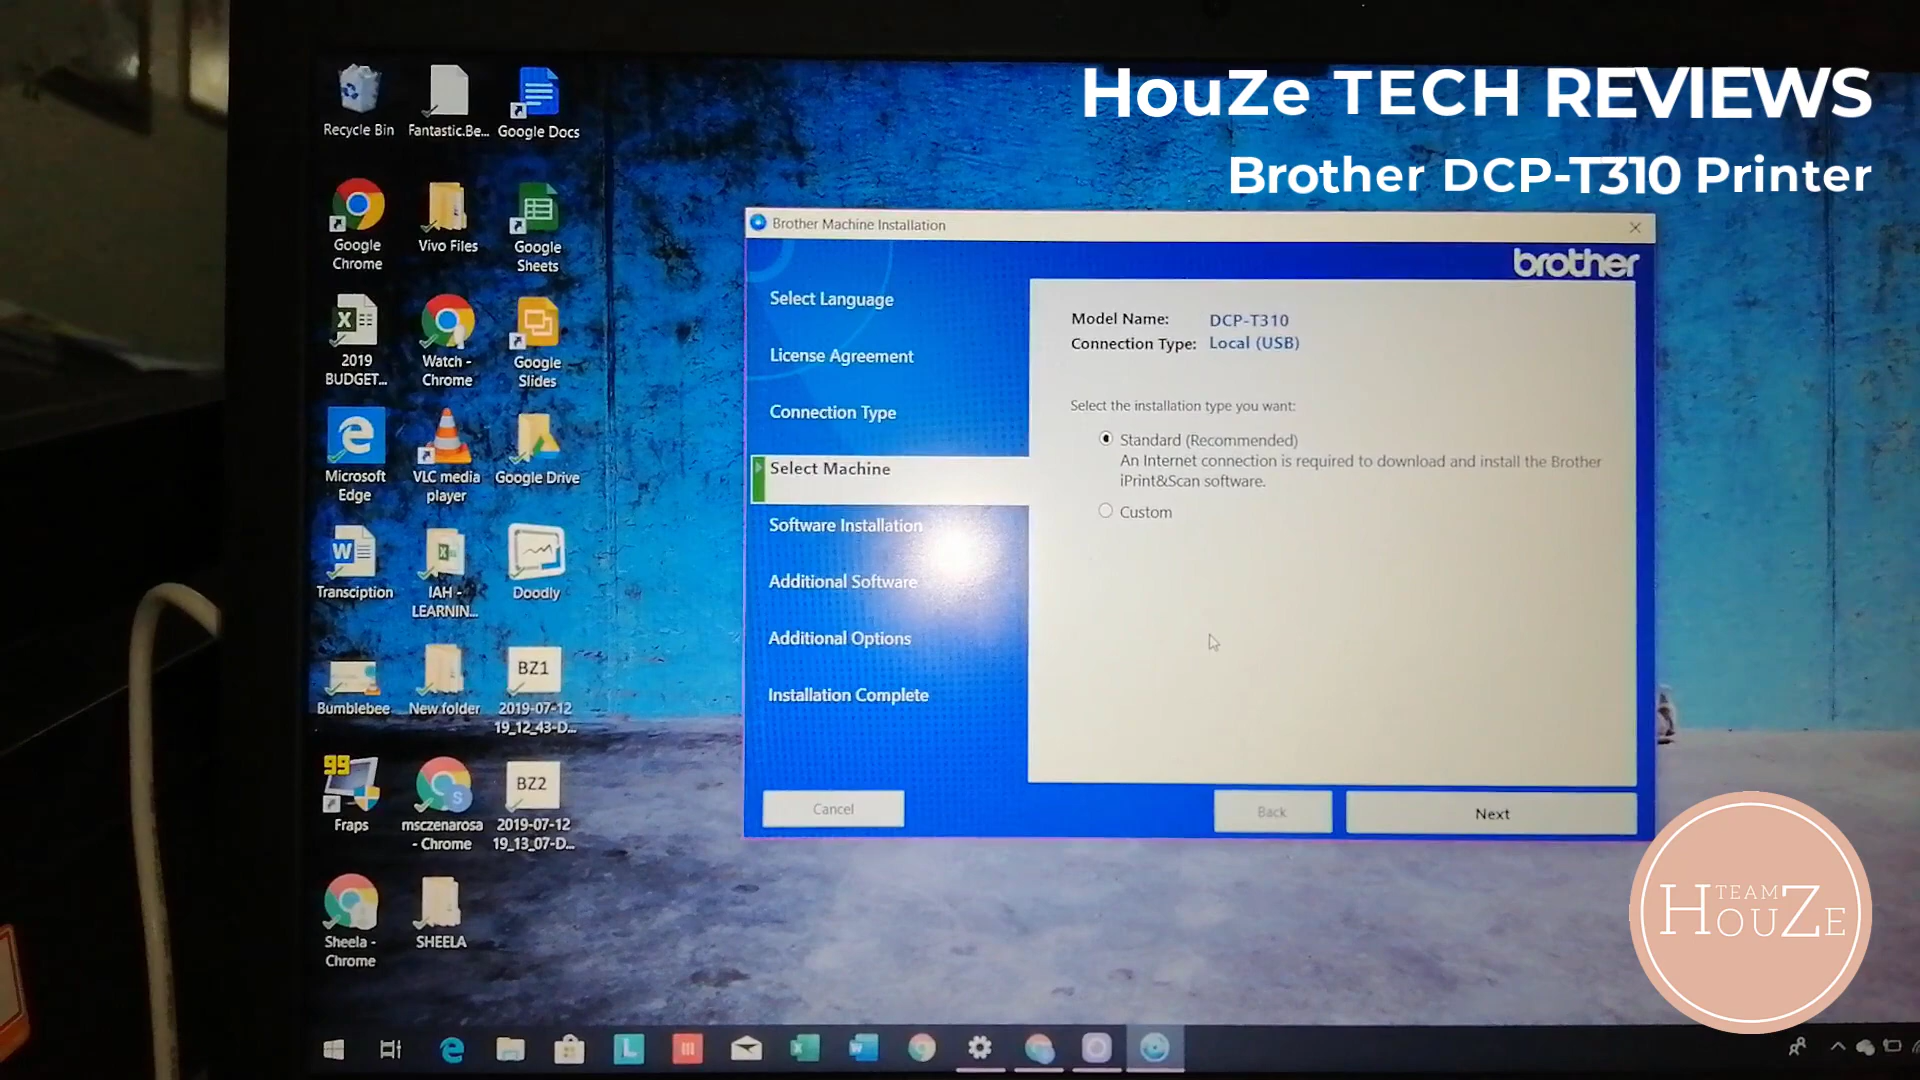 HouZe TECH REVIEWS
Brother DCP-T310 Printer
Recycle Bin
Fantastic.Be...
Google Docs
Google
Chrome
Vivo Files
Google
Sheets
2019
BUDGET...
Watch -
Chrome
Google
Slides
Microsoft
Edge
VLC media
player
Google Drive
Transciption
IAH -
LEARNIN...
Doodly
Bumblebee
New folder
BZ1
2019-07-12
19_12_43-D...
99
Fraps
msczenarosa
- Chrome
BZ2
2019-07-12
19_13_07-D...
Sheela -
Chrome
SHEELA
Brother Machine Installation
brother
Select Language
License Agreement
Connection Type
Select Machine
Software Installation
Additional Software
Additional Options
Installation Complete
Model Name: DCP-T310
Connection Type: Local (USB)
Select the installation type you want:
Standard (Recommended)
An Internet connection is required to download and install the Brother
iPrint&Scan software.
Custom
Cancel
Back
Next
TEAM
HouZe